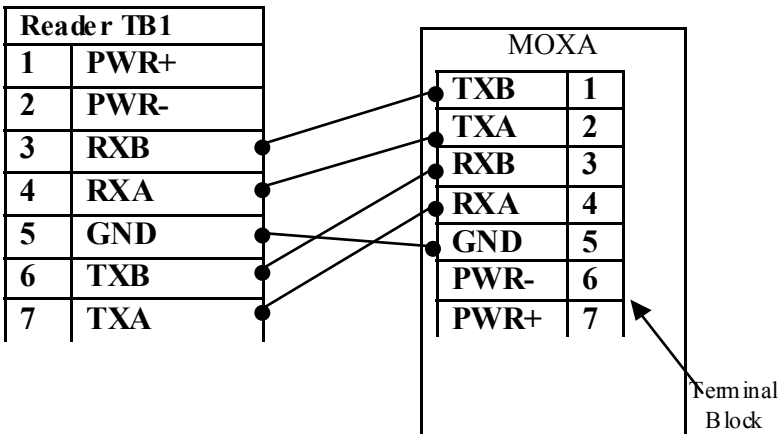 Reader TB1
1 PWR+
2 PWR-
3 RXB
4 RXA
5 GND
6 TXB
7 TXA
MOXA
TXB 1
TXA 2
RXB 3
RXA 4
GND 5
PWR- 6
PWR+ 7
Terminal
Block